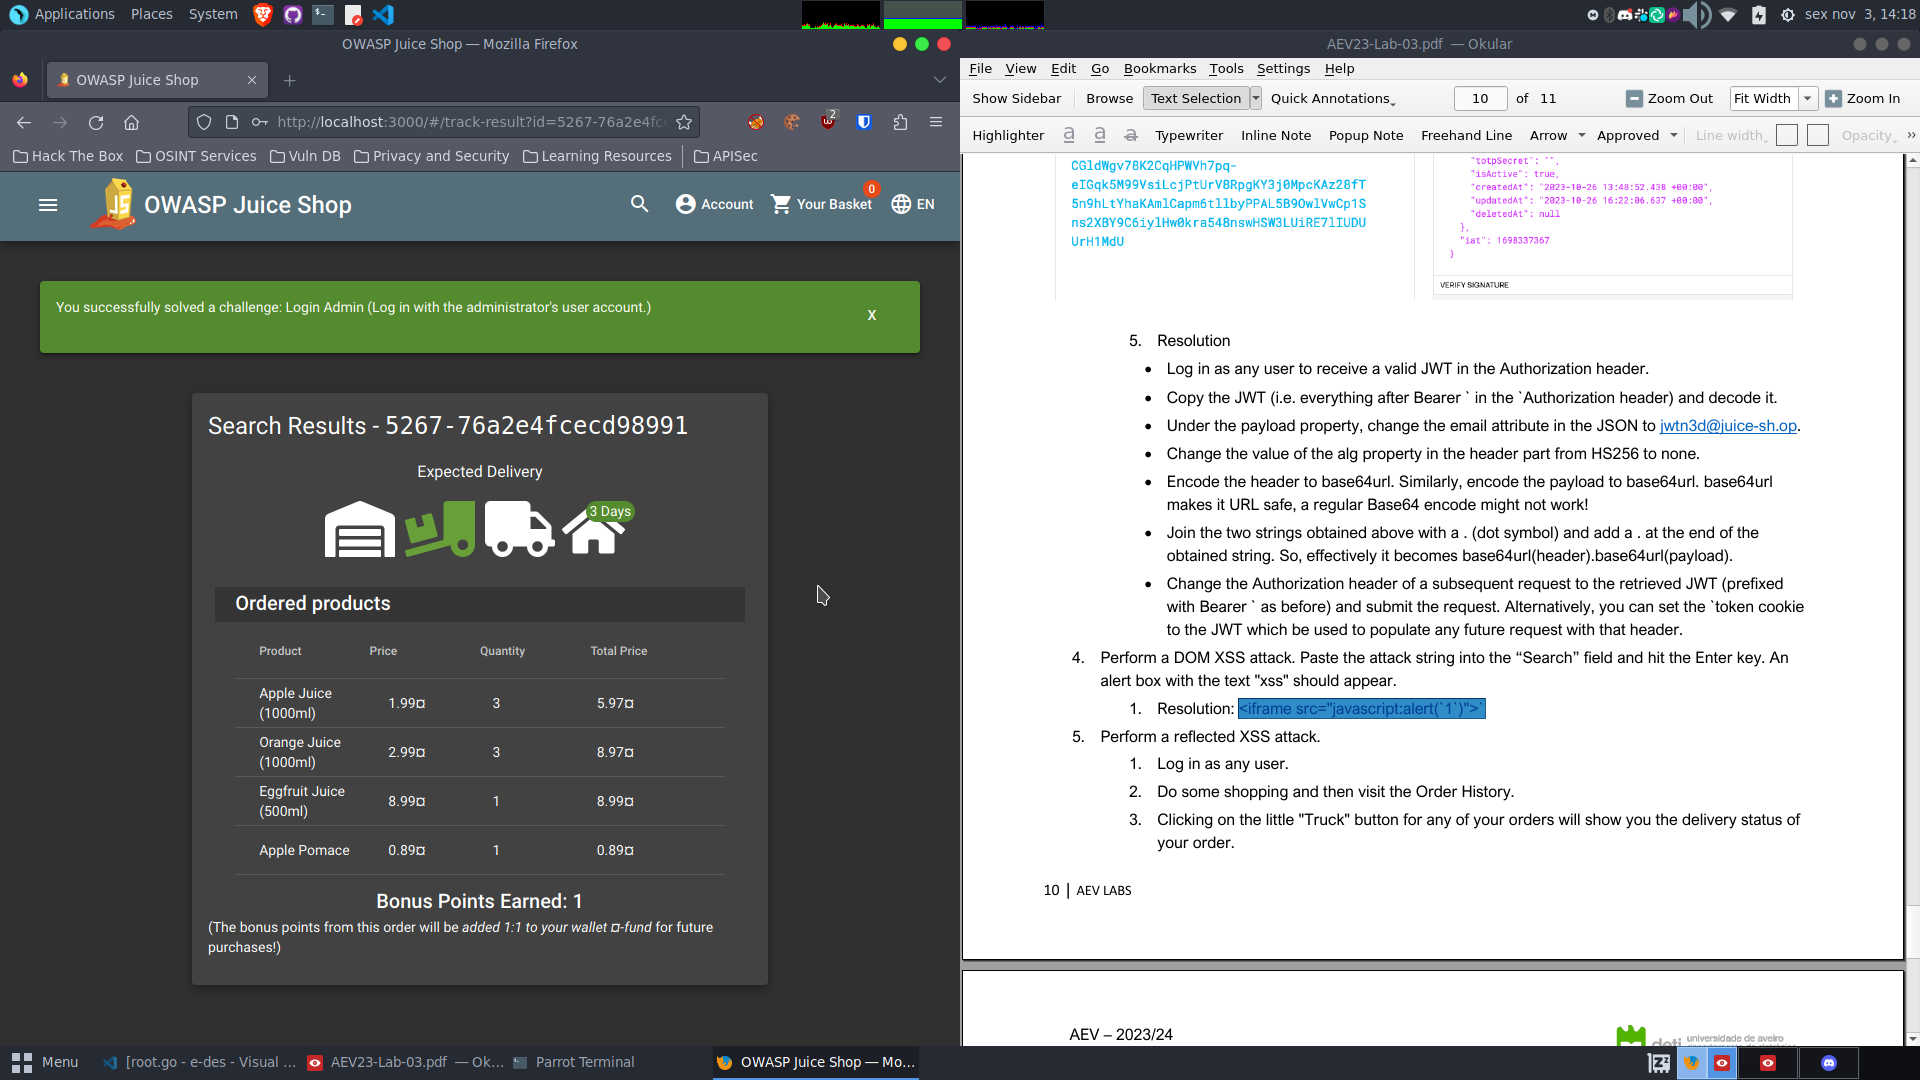 Applications Places System
sex nov 3, 14:18
OWASP Juice Shop — Mozilla Firefox
OWASP Juice Shop
http://localhost:3000/#/track-result?id=5267-76a2e4fc
2
Hack The Box OSINT Services Vuln DB Privacy and Security Learning Resources APISec
OWASP Juice Shop
Account Your Basket 0 EN
You successfully solved a challenge: Login Admin (Log in with the administrator's user account.)
X
Search Results - 5267-76a2e4fcecd98991
Expected Delivery
3 Days
Ordered products
Product Price Quantity Total Price
Apple Juice (1000ml) 1.99¤ 3 5.97¤
Orange Juice (1000ml) 2.99¤ 3 8.97¤
Eggfruit Juice (500ml) 8.99¤ 1 8.99¤
Apple Pomace 0.89¤ 1 0.89¤
Bonus Points Earned: 1
(The bonus points from this order will be added 1:1 to your wallet ¤-fund for future
purchases!)
AEV23-Lab-03.pdf — Okular
File View Edit Go Bookmarks Tools Settings Help
Show Sidebar Browse Text Selection Quick Annotations 10 of 11 Zoom Out Fit Width Zoom In
Highlighter a a a Typewriter Inline Note Popup Note Freehand Line Arrow Approved Line width Opacity
CGldWgv78K2CqHPWVh7pq-
eIGqk5M99VsiLcjPtUrV8RpgKY3j0MpcKAz28fT
5n9hLtYhaKAmlCapm6tllbyPPAL5B9OwlVwCp1S
ns2XBY9C6iylHw0kra548nswHSW3LUiRE7lIUDU
UrH1MdU
"totpSecret": "",
"isActive": true,
"createdAt": "2023-10-26 13:48:52.438 +00:00",
"updatedAt": "2023-10-26 16:22:06.637 +00:00",
"deletedAt": null
},
"iat": 1698337367
}
VERIFY SIGNATURE
5. Resolution
• Log in as any user to receive a valid JWT in the Authorization header.
• Copy the JWT (i.e. everything after Bearer ` in the `Authorization header) and decode it.
• Under the payload property, change the email attribute in the JSON to jwtn3d@juice-sh.op.
• Change the value of the alg property in the header part from HS256 to none.
• Encode the header to base64url. Similarly, encode the payload to base64url. base64url
makes it URL safe, a regular Base64 encode might not work!
• Join the two strings obtained above with a . (dot symbol) and add a . at the end of the
obtained string. So, effectively it becomes base64url(header).base64url(payload).
• Change the Authorization header of a subsequent request to the retrieved JWT (prefixed
with Bearer ` as before) and submit the request. Alternatively, you can set the `token cookie
to the JWT which be used to populate any future request with that header.
4. Perform a DOM XSS attack. Paste the attack string into the “Search” field and hit the Enter key. An
alert box with the text "xss" should appear.
1. Resolution: <iframe src="javascript:alert(`1`)">`
5. Perform a reflected XSS attack.
1. Log in as any user.
2. Do some shopping and then visit the Order History.
3. Clicking on the little "Truck" button for any of your orders will show you the delivery status of
your order.
10 | AEV LABS
AEV – 2023/24
deti universidade de aveiro
Menu [root.go - e-des - Visual ... AEV23-Lab-03.pdf — Ok... Parrot Terminal OWASP Juice Shop — Mo...